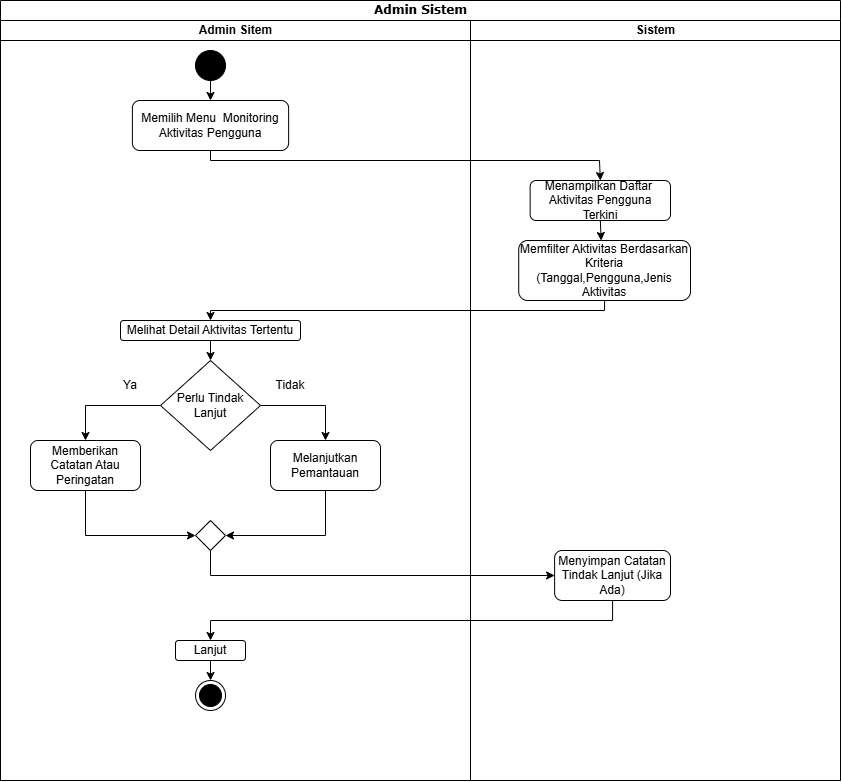 Admin Sistem
Admin Sitem
Sistem
Memilih Menu  Monitoring
Aktivitas Pengguna
Menampilkan Daftar
Aktivitas Pengguna
Terkini
Memfilter Aktivitas Berdasarkan
Kriteria
(Tanggal,Pengguna,Jenis
Aktivitas
Melihat Detail Aktivitas Tertentu
Perlu Tindak
Lanjut
Ya
Tidak
Memberikan
Catatan Atau
Peringatan
Melanjutkan
Pemantauan
Menyimpan Catatan
Tindak Lanjut (Jika
Ada)
Lanjut